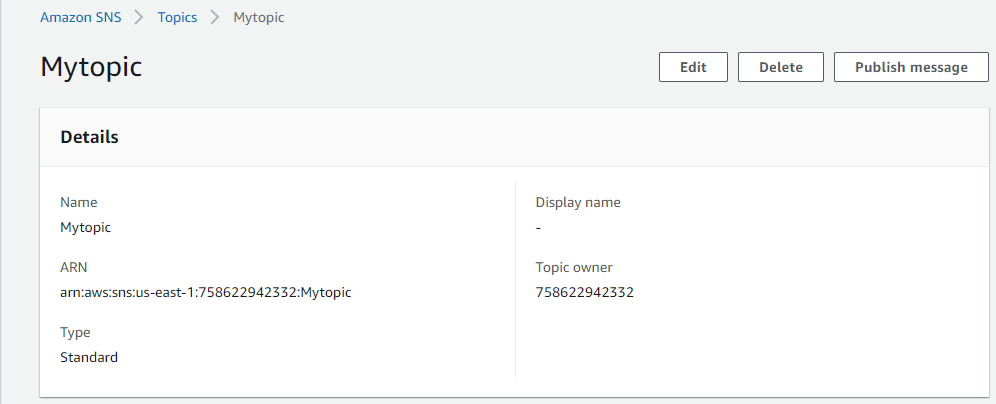 Amazon SNS > Topics > Mytopic
Mytopic
Edit Delete Publish message
Details
Name
Mytopic
ARN
arn:aws:sns:us-east-1:758622942332:Mytopic
Type
Standard
Display name
-
Topic owner
758622942332